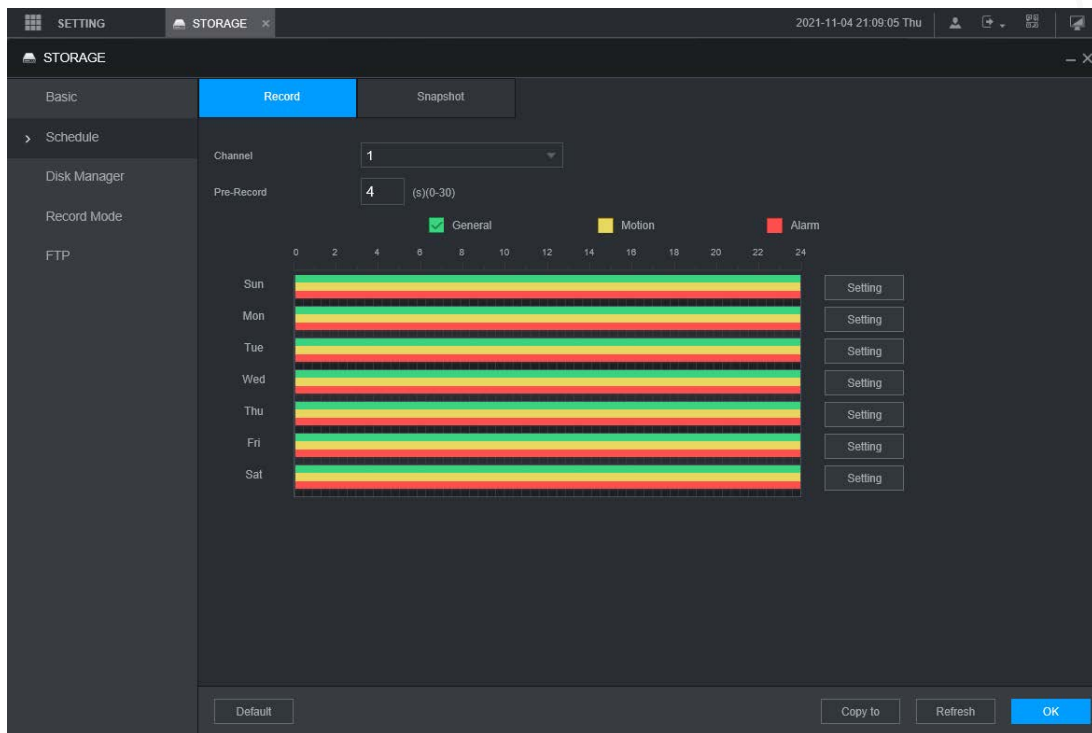 SETTING STORAGE × 2021-11-04 21:09:05 Thu
STORAGE
Basic
Schedule
Disk Manager
Record Mode
FTP
Record Snapshot
Channel 1
Pre-Record 4 (s)(0-30)
General Motion Alarm
0 2 4 6 8 10 12 14 16 18 20 22 24
Sun Setting
Mon Setting
Tue Setting
Wed Setting
Thu Setting
Fri Setting
Sat Setting
Default Copy to Refresh OK